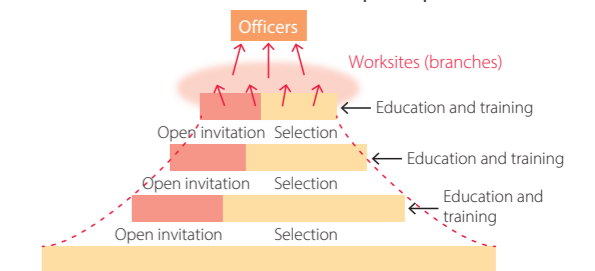 Officers
Worksites (branches)
Education and training
Open invitation Selection
Education and training
Open invitation Selection
Education and
training
Open invitation Selection